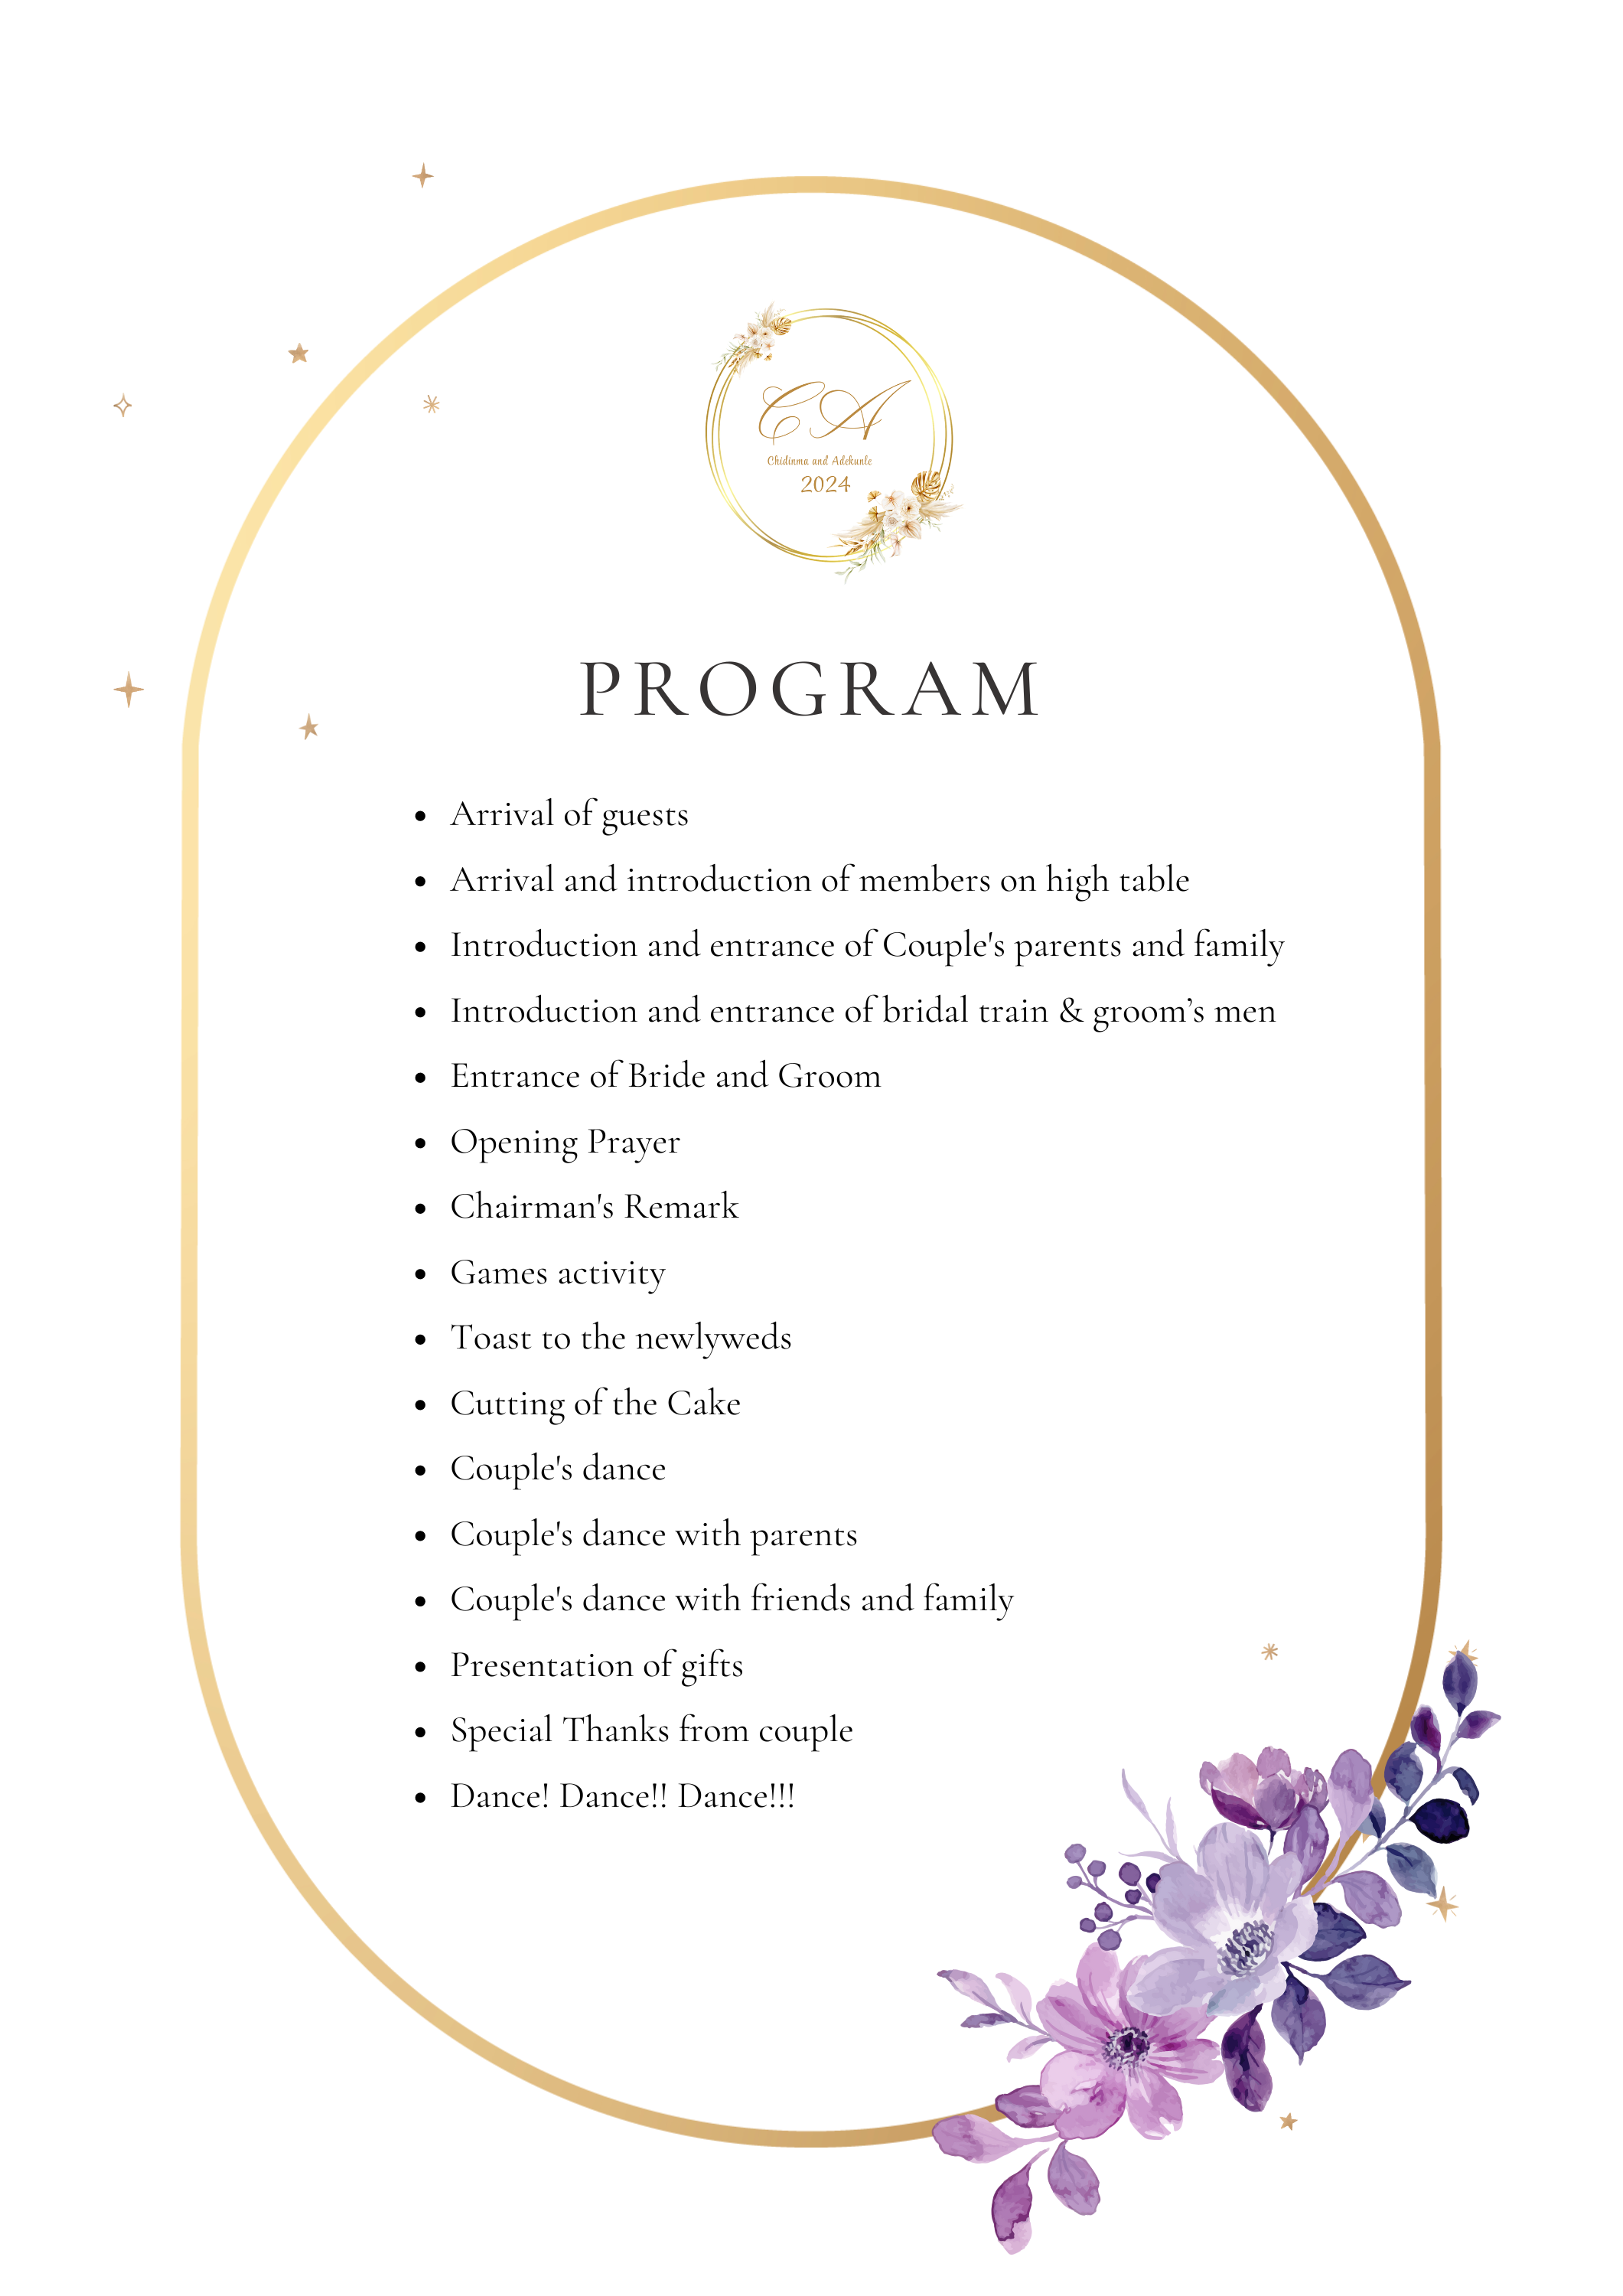 CA
Chidinma and Adekunle
2024
PROGRAM
• Arrival of guests
• Arrival and introduction of members on high table
• Introduction and entrance of Couple's parents and family
• Introduction and entrance of bridal train & groom’s men
• Entrance of Bride and Groom
• Opening Prayer
• Chairman's Remark
• Games activity
• Toast to the newlyweds
• Cutting of the Cake
• Couple's dance
• Couple's dance with parents
• Couple's dance with friends and family
• Presentation of gifts
• Special Thanks from couple
• Dance! Dance!! Dance!!!